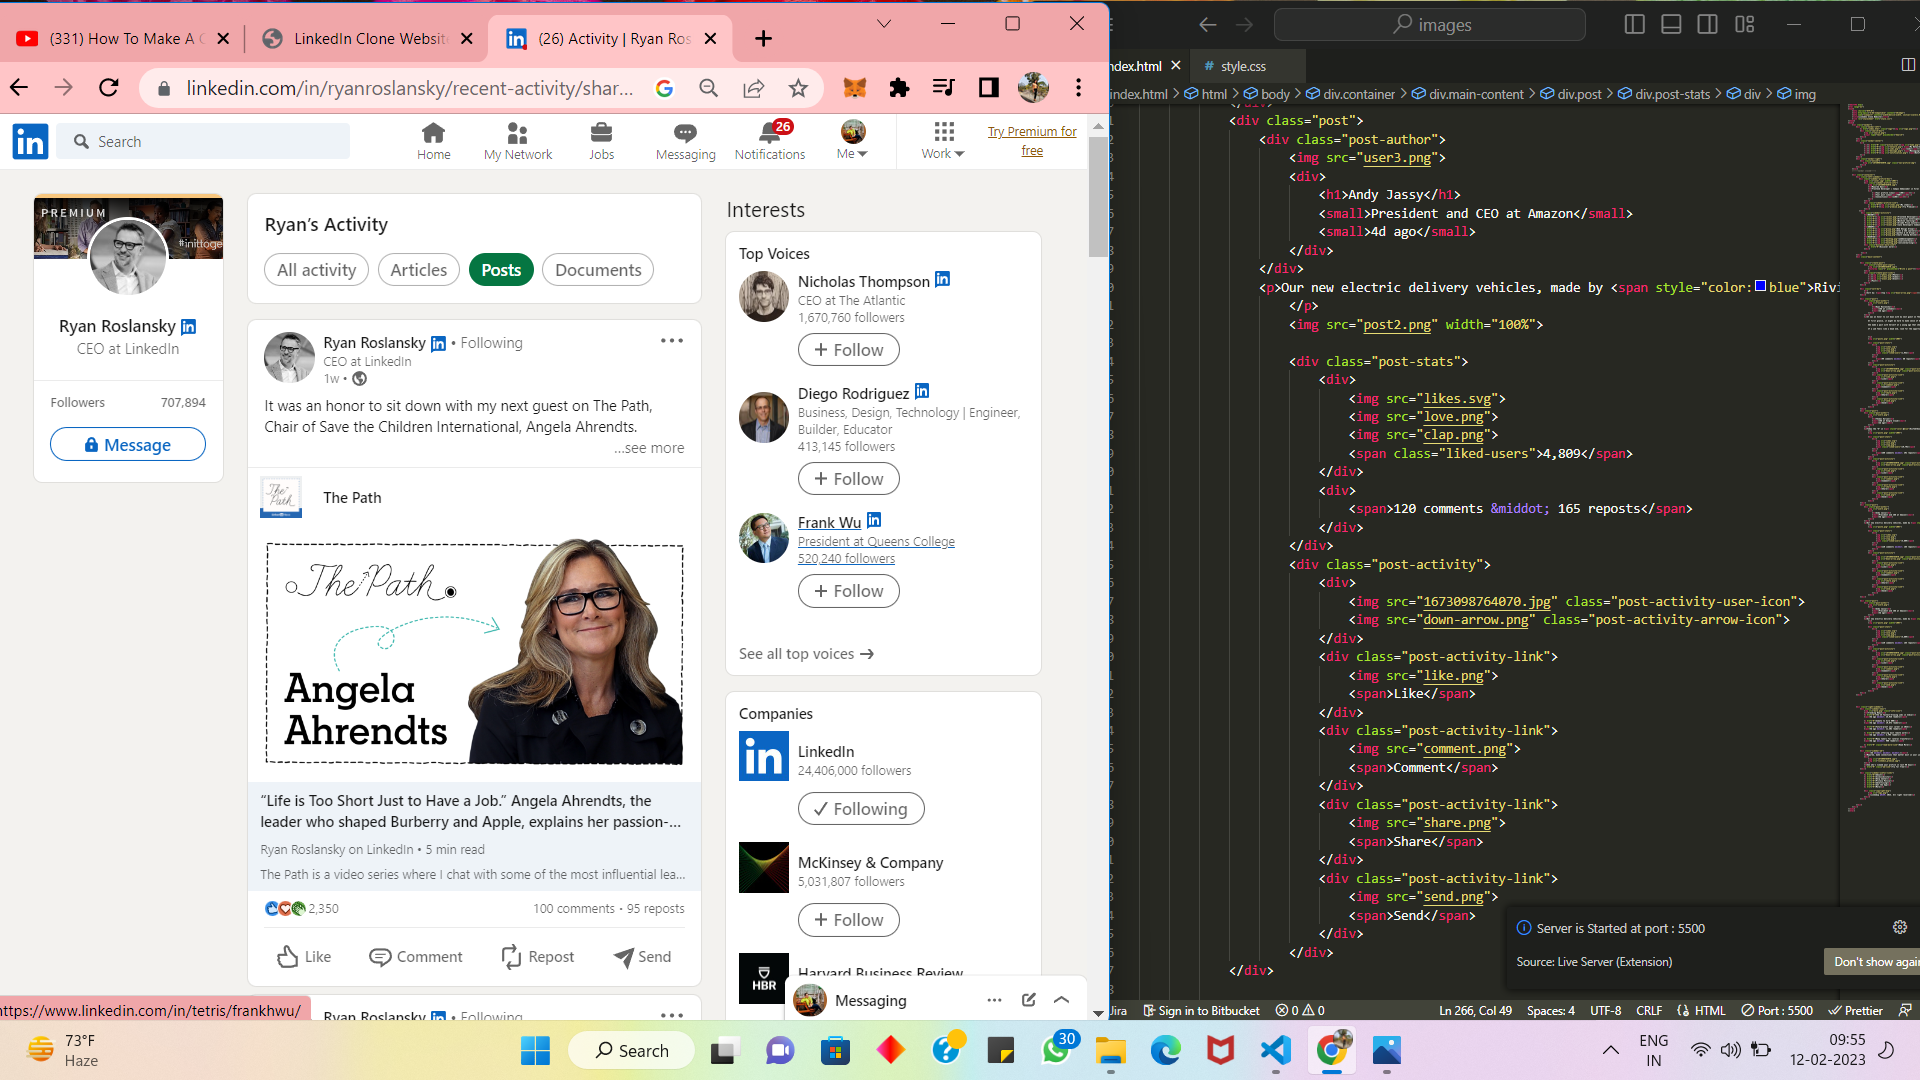 (331) How To Make A C
LinkedIn Clone Website
(26) Activity | Ryan Ros
linkedin.com/in/ryanroslansky/recent-activity/shar...
Search
Home
My Network
Jobs
Messaging
26
Notifications
Me
Work
Try Premium for
free
PREMIUM
#inittoge
Ryan Roslansky
CEO at LinkedIn
Followers 707,894
Message
Ryan's Activity
All activity
Articles
Posts
Documents
Ryan Roslansky • Following
CEO at LinkedIn
1w •
It was an honor to sit down with my next guest on The Path,
Chair of Save the Children International, Angela Ahrendts.
...see more
The Path
The Path
The Path
Angela
Ahrendts
“Life is Too Short Just to Have a Job.” Angela Ahrendts, the
leader who shaped Burberry and Apple, explains her passion-...
Ryan Roslansky on LinkedIn • 5 min read
The Path is a video series where I chat with some of the most influential lea...
2,350
100 comments • 95 reposts
Like
Comment
Repost
Send
Ryan Roslansky • Following
https://www.linkedin.com/in/tetris/frankhwu/
Interests
Top Voices
Nicholas Thompson
CEO at The Atlantic
1,670,760 followers
+ Follow
Diego Rodriguez
Business, Design, Technology | Engineer,
Builder, Educator
413,145 followers
+ Follow
Frank Wu
President at Queens College
520,240 followers
+ Follow
See all top voices →
Companies
LinkedIn
24,406,000 followers
Following
McKinsey & Company
5,031,807 followers
+ Follow
HBR
Harvard Business Review
Messaging
images
index.html
# style.css
index.html > html > body > div.container > div.main-content > div.post > div.post-stats > div > img
</div>
<div class="post">
<div class="post-author">
<img src="user3.png">
<div>
<h1>Andy Jassy</h1>
<small>President and CEO at Amazon</small>
<small>4d ago</small>
</div>
</div>
<p>Our new electric delivery vehicles, made by <span style="color:blue">Rivi
</p>
<img src="post2.png" width="100%">
<div class="post-stats">
<div>
<img src="likes.svg">
<img src="love.png">
<img src="clap.png">
<span class="liked-users">4,809</span>
</div>
<div>
<span>120 comments &middot; 165 reposts</span>
</div>
</div>
<div class="post-activity">
<div>
<img src="1673098764070.jpg" class="post-activity-user-icon">
<img src="down-arrow.png" class="post-activity-arrow-icon">
</div>
<div class="post-activity-link">
<img src="like.png">
<span>Like</span>
</div>
<div class="post-activity-link">
<img src="comment.png">
<span>Comment</span>
</div>
<div class="post-activity-link">
<img src="share.png">
<span>Share</span>
</div>
<div class="post-activity-link">
<img src="send.png">
<span>Send</span>
</div>
</div>
</div>
Server is Started at port : 5500
Source: Live Server (Extension)
Don't show again
Jira
Sign in to Bitbucket
0 0
Ln 266, Col 49
Spaces: 4
UTF-8
CRLF
HTML
Port : 5500
Prettier
73°F
Haze
Search
30
ENG
IN
09:55
12-02-2023